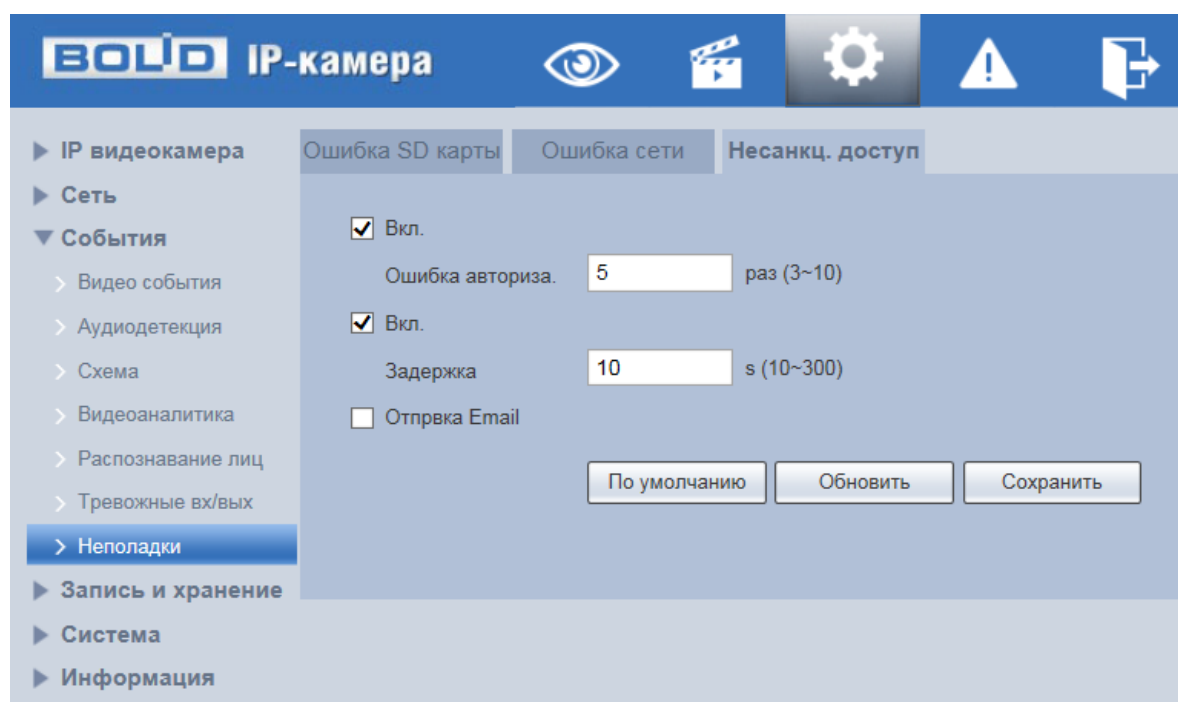 BOLID IP-камера
IP видеокамера
Сеть
События
Видео события
Аудиодетекция
Схема
Видеоаналитика
Распознавание лиц
Тревожные вх/вых
Неполадки
Запись и хранение
Система
Информация
Ошибка SD карты Ошибка сети Несанкц. доступ
Вкл.
Ошибка авториза. 5 раз (3~10)
Вкл.
Задержка 10 s (10~300)
Отпрвка Email
По умолчанию Обновить Сохранить